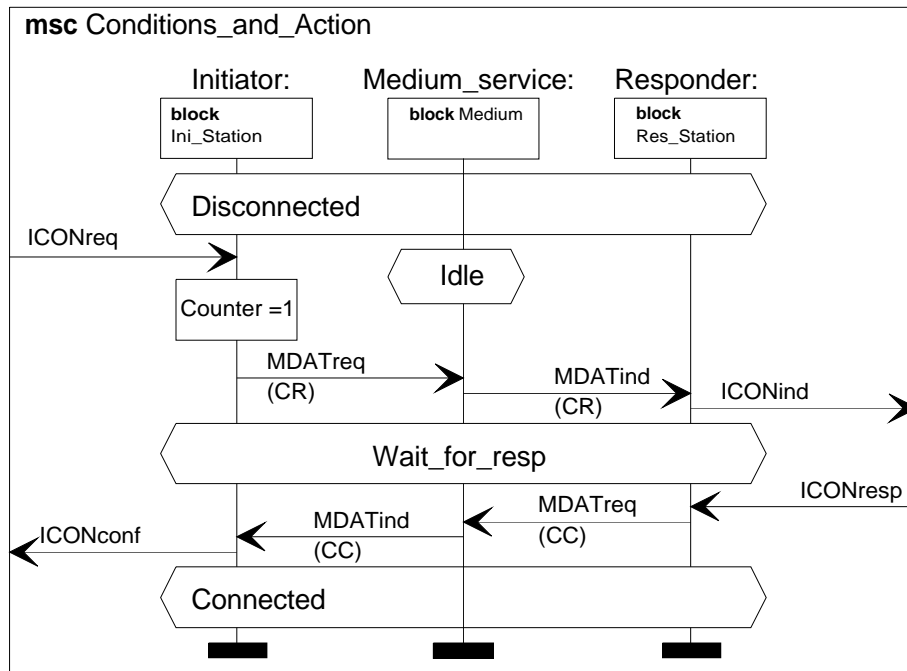 msc Conditions_and_Action
Initiator:
Medium_service:
Responder:
block
Ini_Station
block Medium
block
Res_Station
Disconnected
ICONreq
Idle
Counter =1
MDATreq
(CR)
MDATind
(CR)
ICONind
Wait_for_resp
ICONresp
MDATreq
(CC)
MDATind
(CC)
ICONconf
Connected